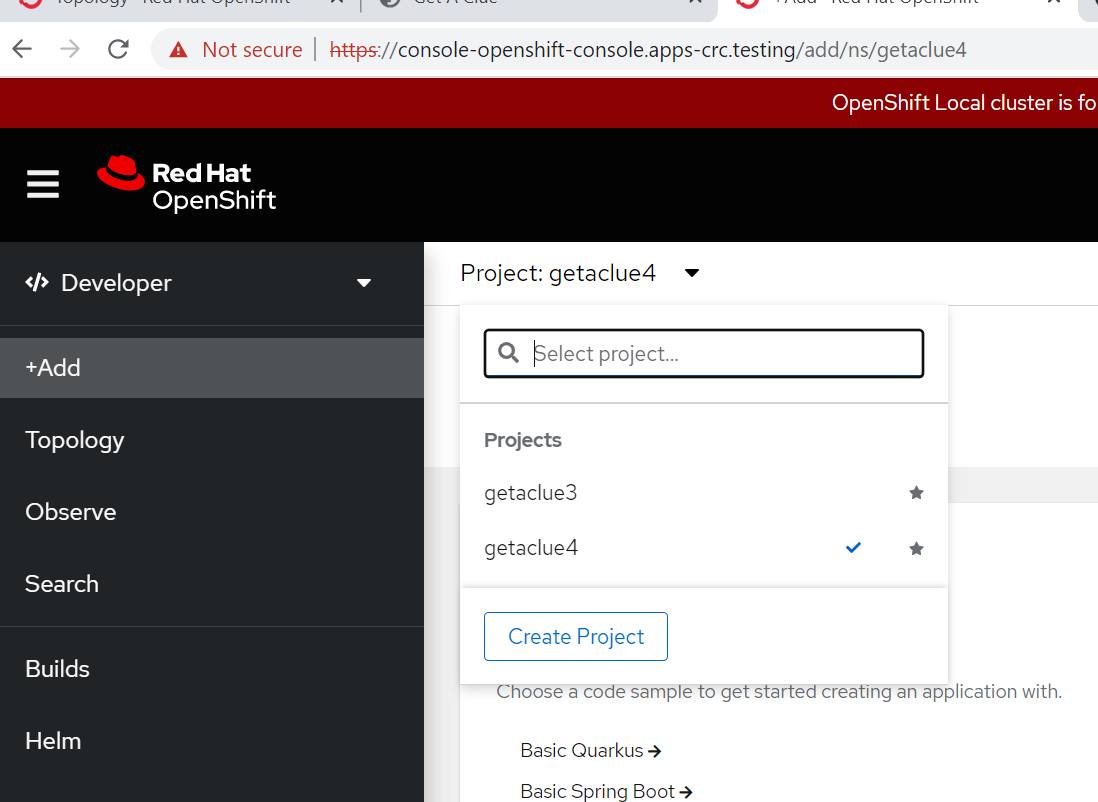 Topology - Red Hat OpenShift
Get A Clue
+Add - Red Hat OpenShift
Not secure https://console-openshift-console.apps-crc.testing/add/ns/getaclue4
OpenShift Local cluster is fo
Red Hat
OpenShift
Developer
Project: getaclue4
Select project...
+Add
Topology
Projects
getaclue3
Observe
getaclue4
Search
Create Project
Builds
Choose a code sample to get started creating an application with.
Helm
Basic Quarkus
Basic Spring Boot